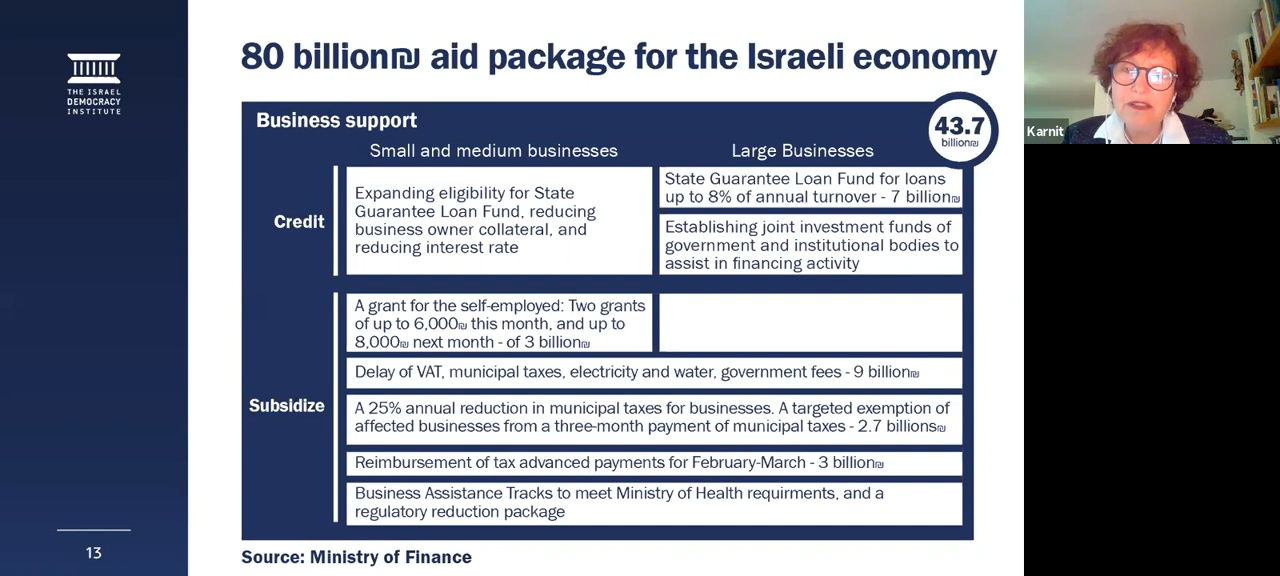 THE ISRAEL
DEMOCRACY
INSTITUTE
80 billion₪ aid package for the Israeli economy
Business support
43.7
billion₪
Small and medium businesses
Large Businesses
Credit
Expanding eligibility for State
Guarantee Loan Fund, reducing
business owner collateral, and
reducing interest rate
State Guarantee Loan Fund for loans
up to 8% of annual turnover - 7 billion₪
Establishing joint investment funds of
government and institutional bodies to
assist in financing activity
Subsidize
A grant for the self-employed: Two grants
of up to 6,000₪ this month, and up to
8,000₪ next month - of 3 billion₪
Delay of VAT, municipal taxes, electricity and water, government fees - 9 billion₪
A 25% annual reduction in municipal taxes for businesses. A targeted exemption of
affected businesses from a three-month payment of municipal taxes - 2.7 billions₪
Reimbursement of tax advanced payments for February-March - 3 billion₪
Business Assistance Tracks to meet Ministry of Health requirments, and a
regulatory reduction package
Source: Ministry of Finance
13
Karnit